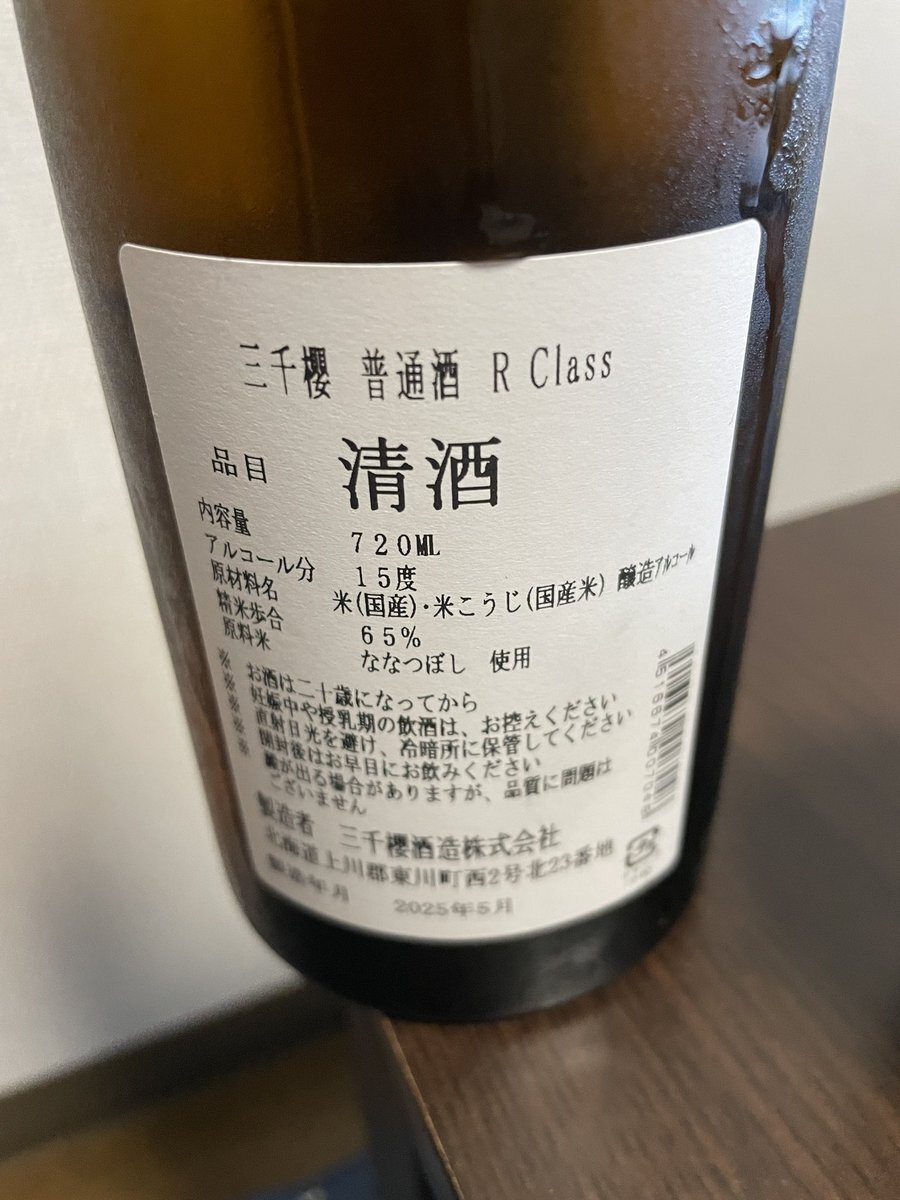 三千櫻 普通酒 R Class
品目 清酒
内容量 720ML
アルコール分 15度
原材料名 米(国産)・米こうじ(国産米) 醸造アルコール
精米歩合 65%
原料米 ななつぼし 使用
※ お酒は二十歳になってから
※ 妊娠中や授乳期の飲酒は、お控えください
※ 直射日光を避け、冷暗所に保管してください
※ 開封後はお早目にお飲みください
※ 澱が出る場合がありますが、品質に問題は
ございません
製造者 三千櫻酒造株式会社
北海道上川郡東川町西2号北23番地
製造年月 2025年5月